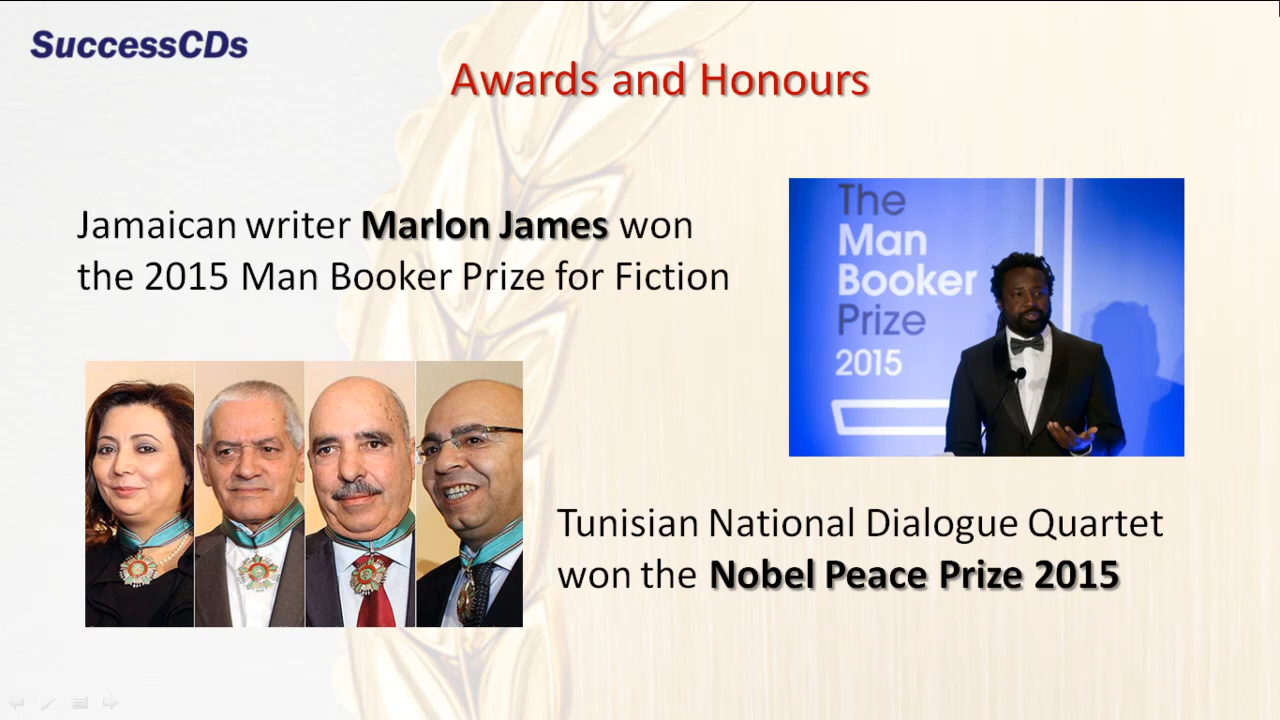 SuccessCDs
Awards and Honours
Jamaican writer Marlon James won
the 2015 Man Booker Prize for Fiction
The
Man
Booker
Prize
2015
Tunisian National Dialogue Quartet
won the Nobel Peace Prize 2015